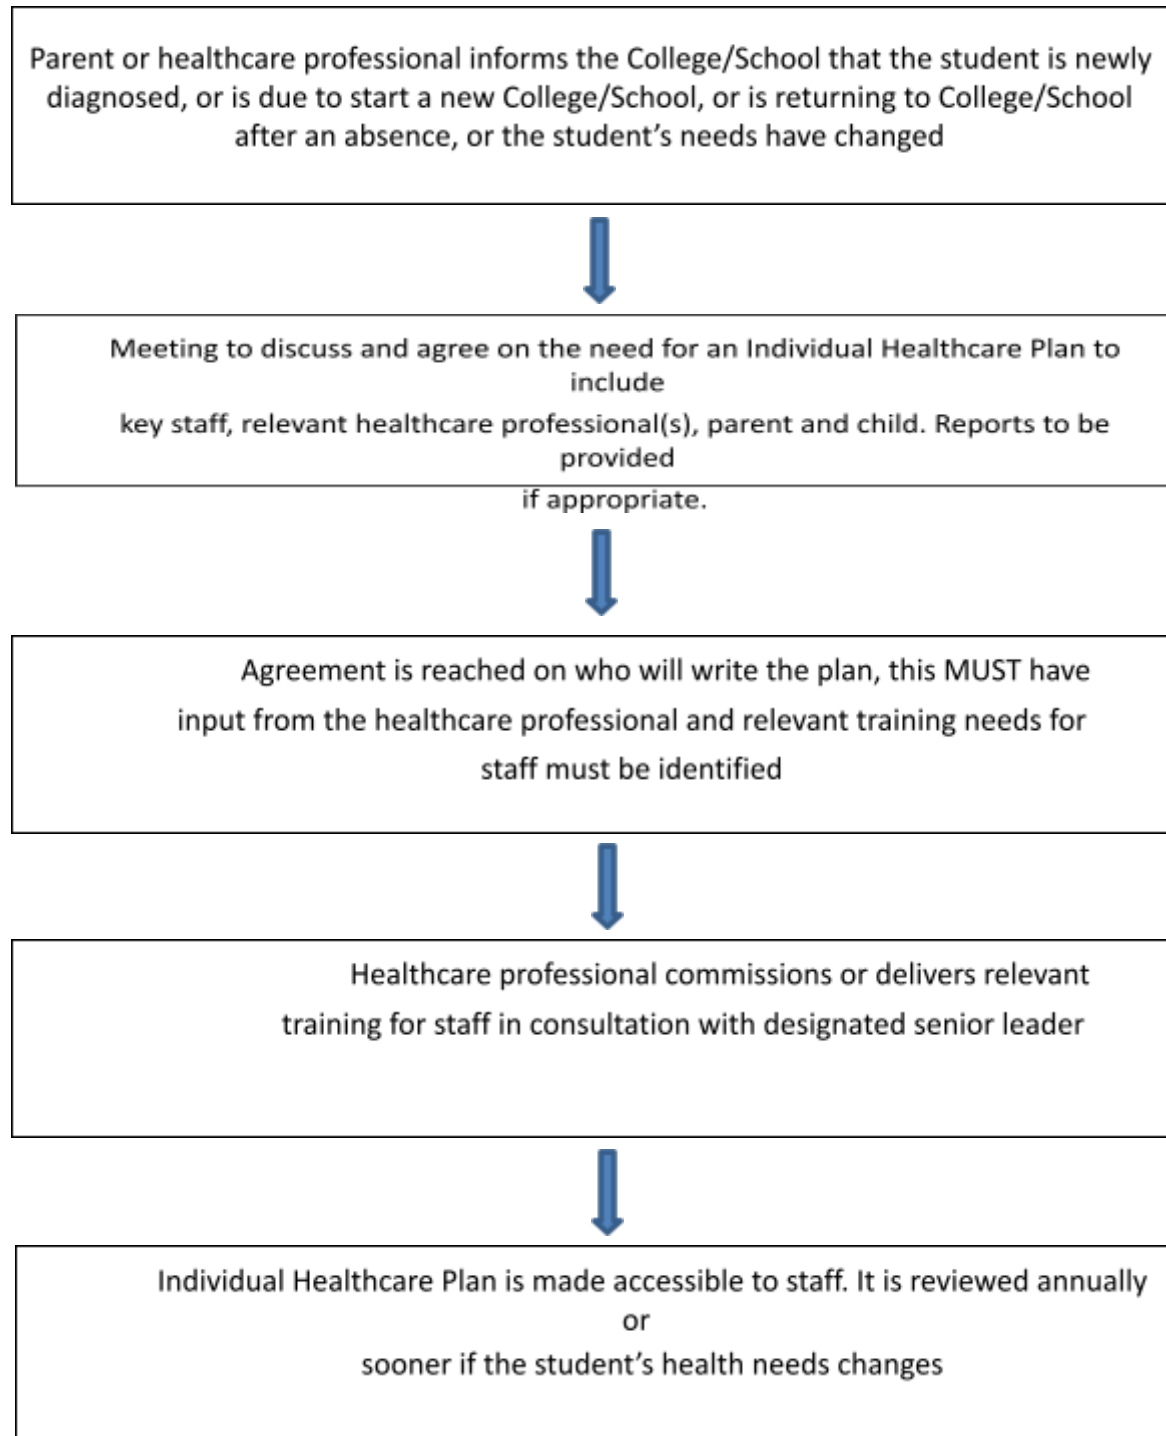 Parent or healthcare professional informs the College/School that the student is newly
diagnosed, or is due to start a new College/School, or is returning to College/School
after an absence, or the student’s needs have changed
Meeting to discuss and agree on the need for an Individual Healthcare Plan to
include
key staff, relevant healthcare professional(s), parent and child. Reports to be
provided
if appropriate.
Agreement is reached on who will write the plan, this MUST have
input from the healthcare professional and relevant training needs for
staff must be identified
Healthcare professional commissions or delivers relevant
training for staff in consultation with designated senior leader
Individual Healthcare Plan is made accessible to staff. It is reviewed annually
or
sooner if the student’s health needs changes